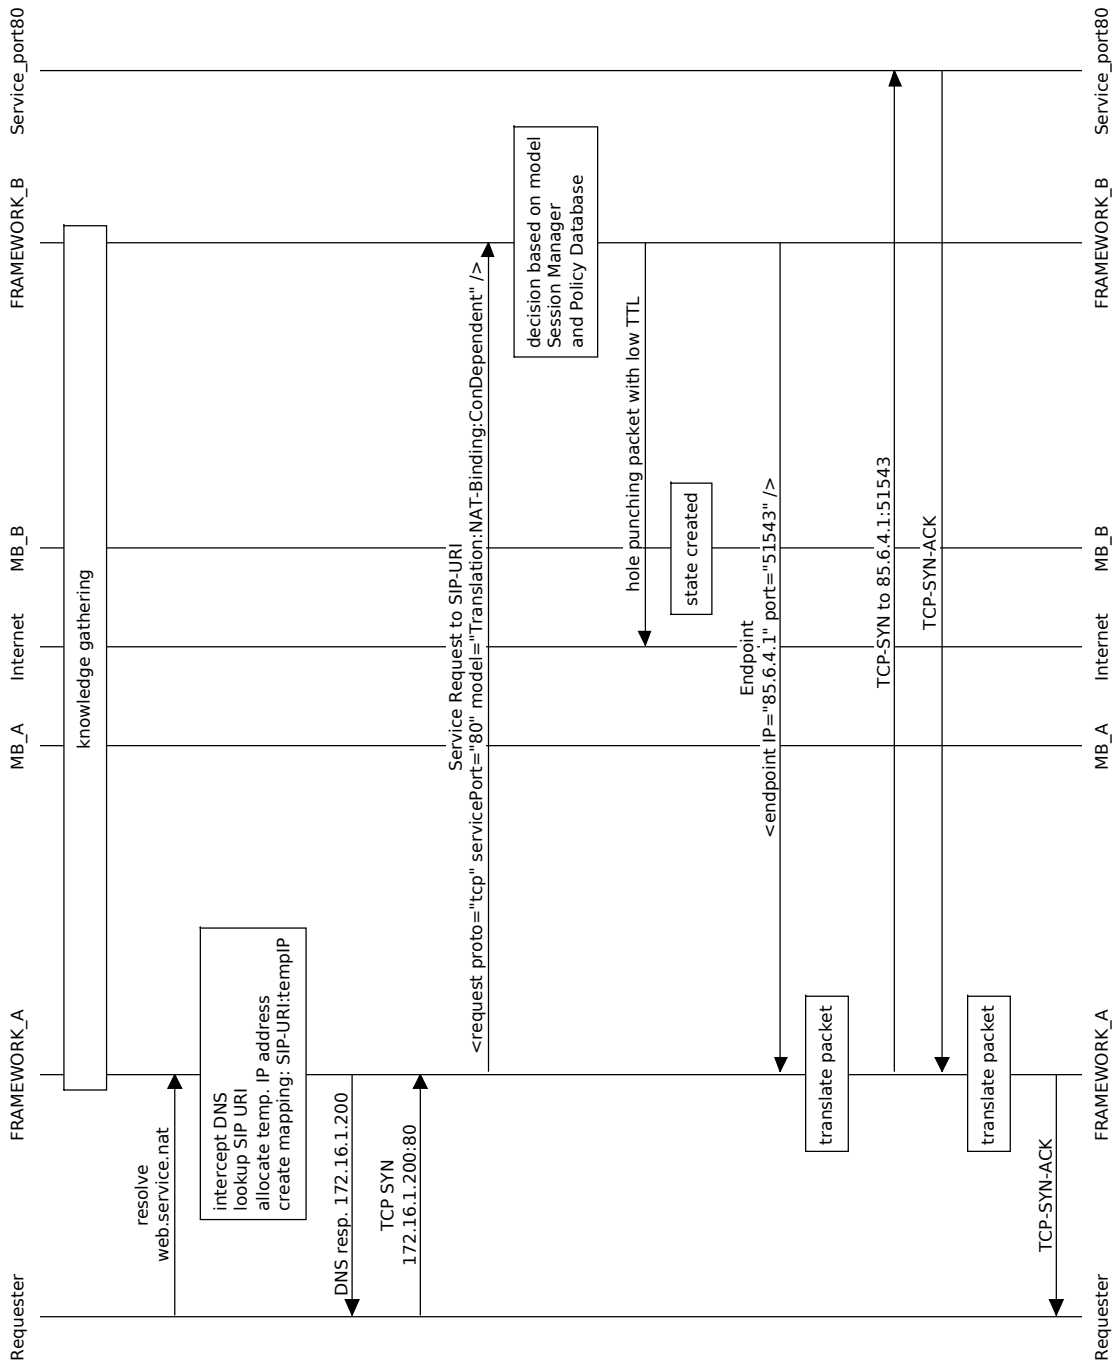 Requester
FRAMEWORK_A
MB_A
Internet
MB_B
FRAMEWORK_B
Service_port80
knowledge gathering
resolve
web.service.nat
intercept DNS
lookup SIP URI
allocate temp. IP address
create mapping: SIP-URI:tempIP
DNS resp. 172.16.1.200
TCP SYN
172.16.1.200:80
Service Request to SIP-URI
<request proto="tcp" servicePort="80" model="Translation:NAT-Binding:ConDependent" />
decision based on model
Session Manager
and Policy Database
hole punching packet with low TTL
state created
Endpoint
<endpoint IP="85.6.4.1" port="51543" />
translate packet
TCP-SYN to 85.6.4.1:51543
TCP-SYN-ACK
translate packet
TCP-SYN-ACK
Requester
FRAMEWORK_A
MB_A
Internet
MB_B
FRAMEWORK_B
Service_port80